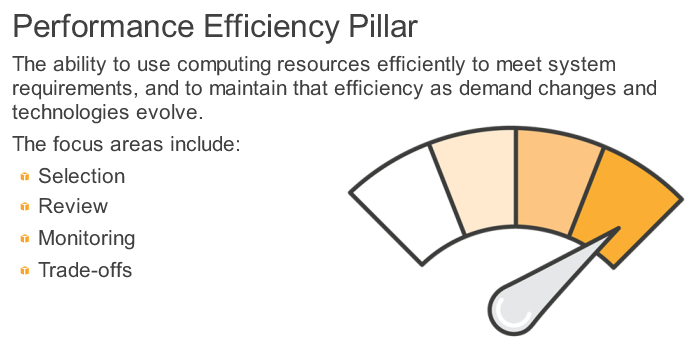 Performance Efficiency Pillar
The ability to use computing resources efficiently to meet system
requirements, and to maintain that efficiency as demand changes and
technologies evolve.
The focus areas include:
Selection
Review
Monitoring
Trade-offs